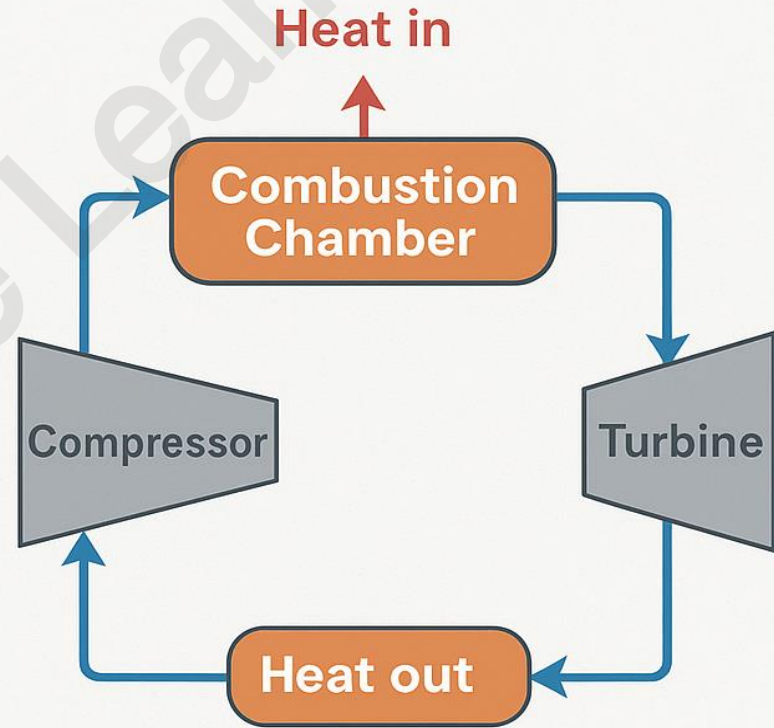 Heat in
Combustion
Chamber
Compressor
Turbine
Heat out